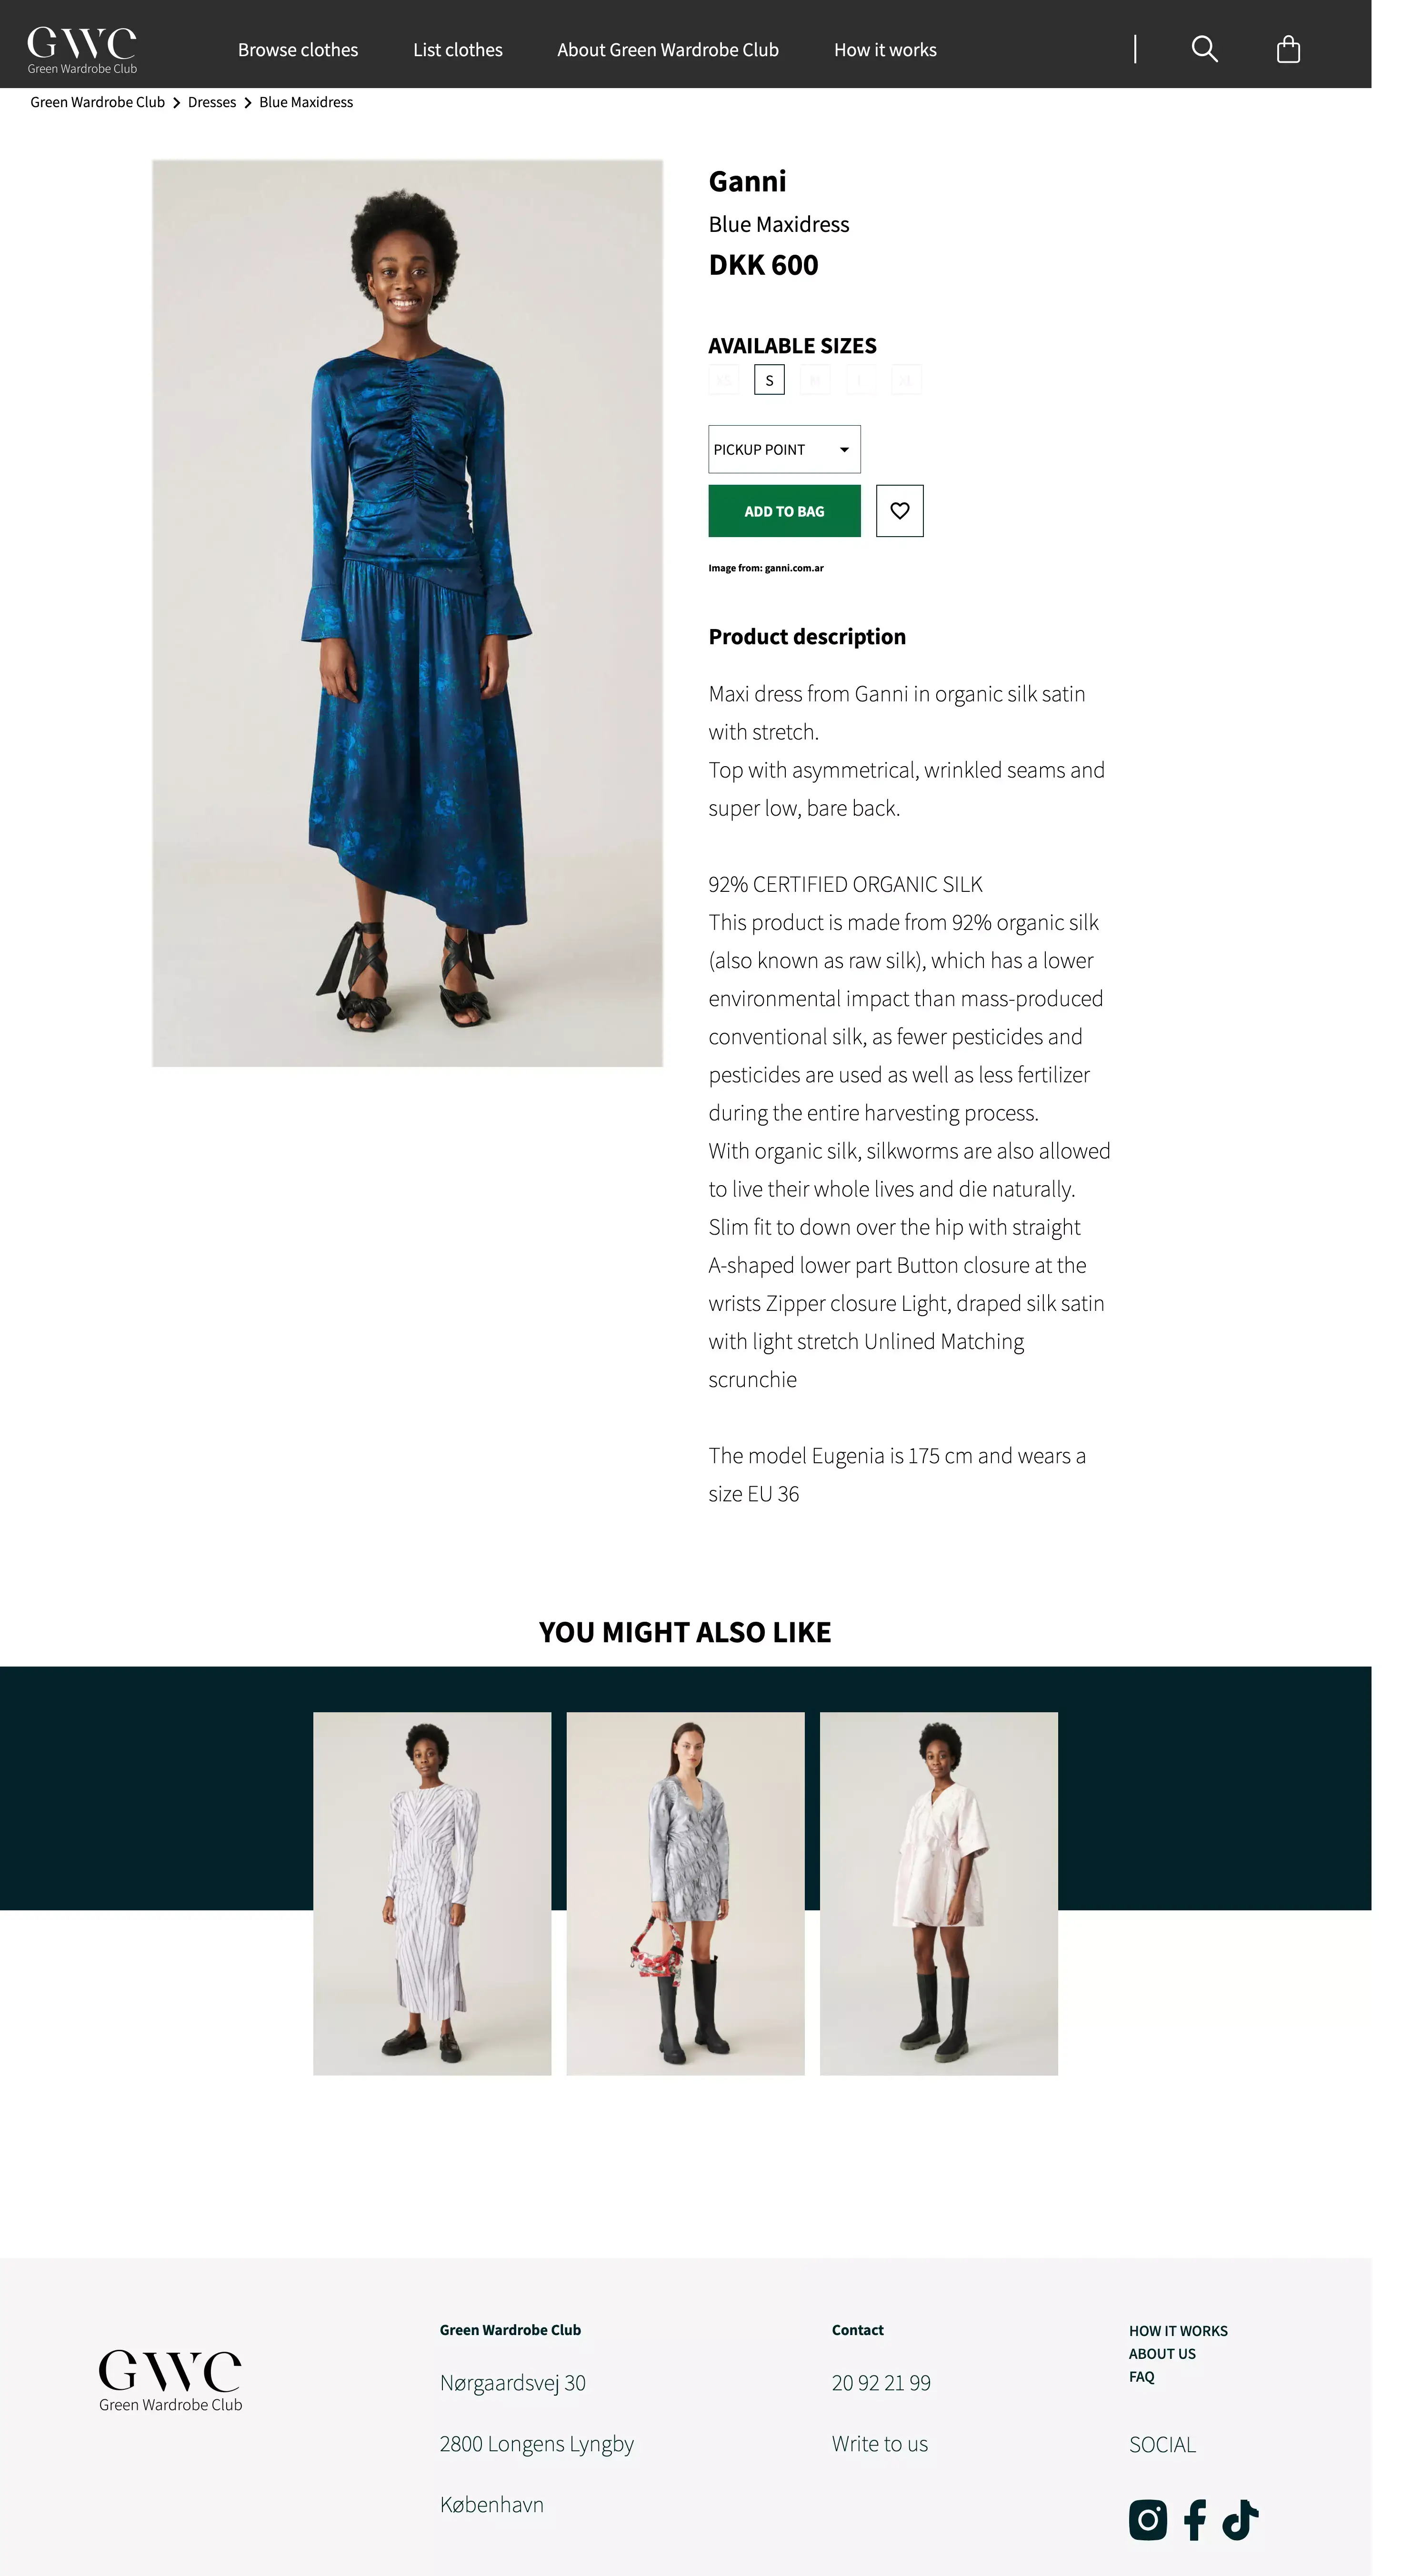 GWC
Green Wardrobe Club
Browse clothes
List clothes
About Green Wardrobe Club
How it works
Green Wardrobe Club > Dresses > Blue Maxidress
Ganni
Blue Maxidress
DKK 600
AVAILABLE SIZES
XS S M L XL
PICKUP POINT
ADD TO BAG
Image from: ganni.com.ar
Product description
Maxi dress from Ganni in organic silk satin
with stretch.
Top with asymmetrical, wrinkled seams and
super low, bare back.
92% CERTIFIED ORGANIC SILK
This product is made from 92% organic silk
(also known as raw silk), which has a lower
environmental impact than mass-produced
conventional silk, as fewer pesticides and
pesticides are used as well as less fertilizer
during the entire harvesting process.
With organic silk, silkworms are also allowed
to live their whole lives and die naturally.
Slim fit to down over the hip with straight
A-shaped lower part Button closure at the
wrists Zipper closure Light, draped silk satin
with light stretch Unlined Matching
scrunchie
The model Eugenia is 175 cm and wears a
size EU 36
YOU MIGHT ALSO LIKE
GWC
Green Wardrobe Club
Green Wardrobe Club
Nørgaardsvej 30
2800 Longens Lyngby
København
Contact
20 92 21 99
Write to us
HOW IT WORKS
ABOUT US
FAQ
SOCIAL